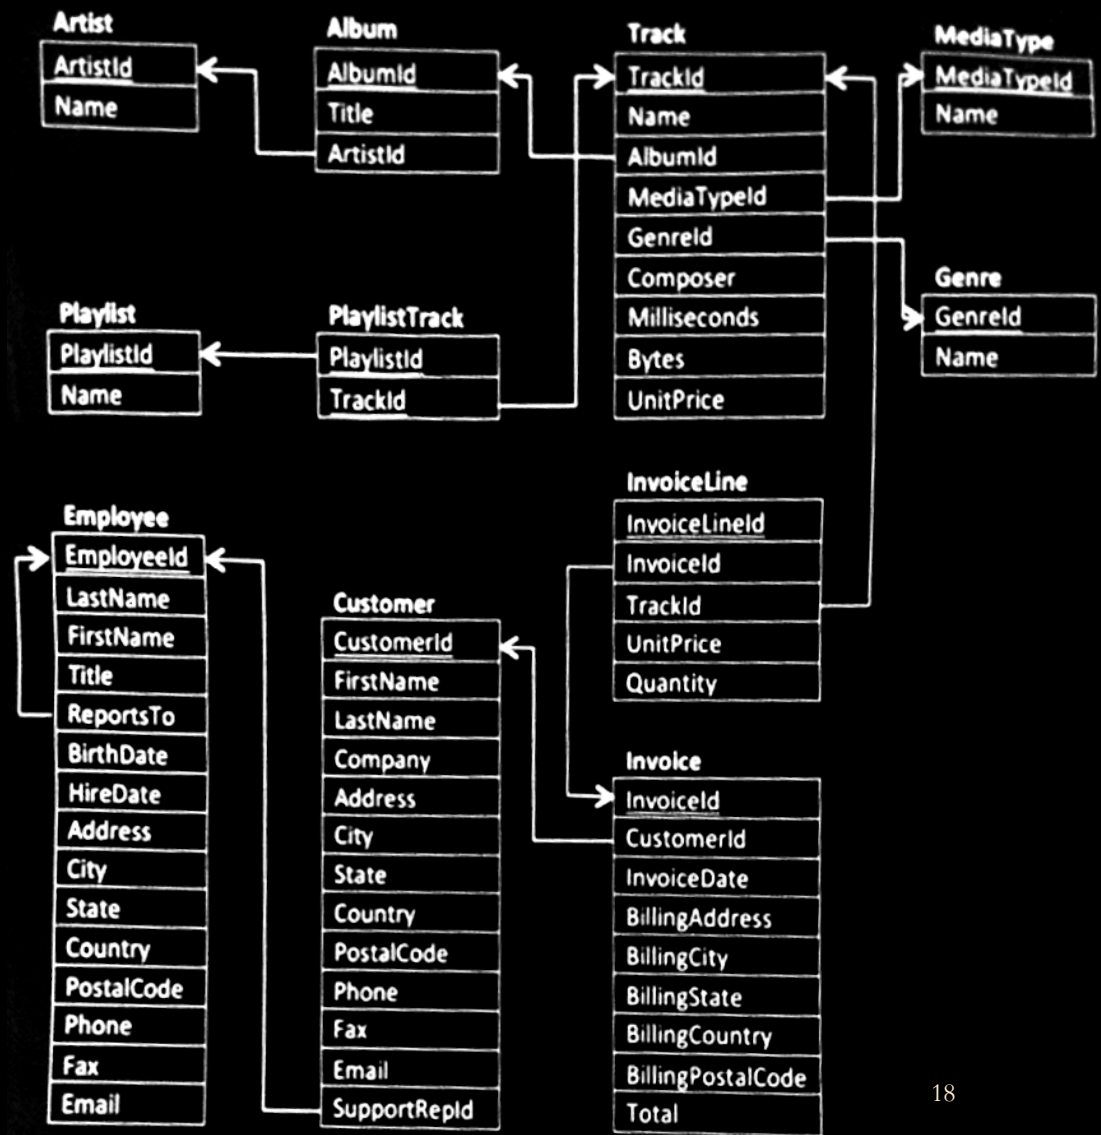 Artist
ArtistId
Name
Album
AlbumId
Title
ArtistId
Track
TrackId
Name
AlbumId
MediaTypeId
GenreId
Composer
Milliseconds
Bytes
UnitPrice
MediaType
MediaTypeId
Name
Genre
GenreId
Name
Playlist
PlaylistId
Name
PlaylistTrack
PlaylistId
TrackId
Employee
EmployeeId
LastName
FirstName
Title
ReportsTo
BirthDate
HireDate
Address
City
State
Country
PostalCode
Phone
Fax
Email
Customer
CustomerId
FirstName
LastName
Company
Address
City
State
Country
PostalCode
Phone
Fax
Email
SupportRepId
InvoiceLine
InvoiceLineId
InvoiceId
TrackId
UnitPrice
Quantity
Invoice
InvoiceId
CustomerId
InvoiceDate
BillingAddress
BillingCity
BillingState
BillingCountry
BillingPostalCode
Total
18